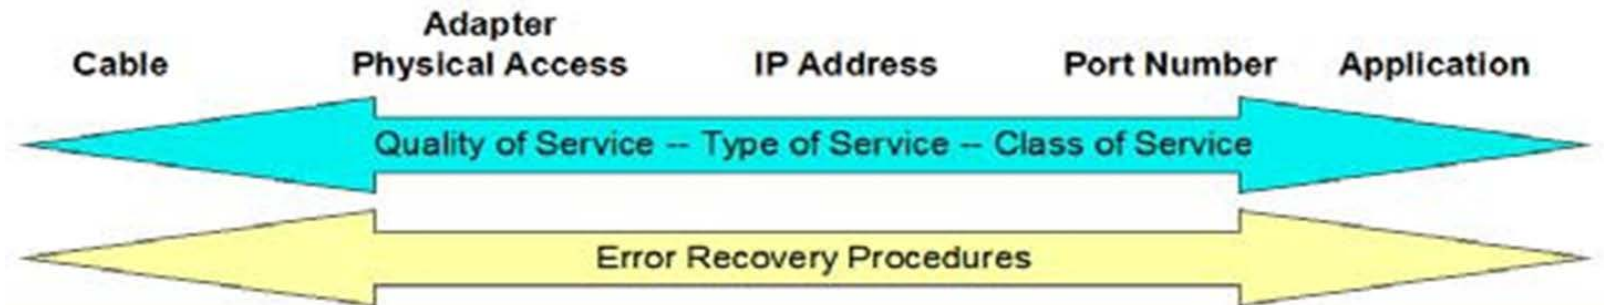 Cable
Adapter
Physical Access
IP Address
Port Number
Application
Quality of Service -- Type of Service -- Class of Service
Error Recovery Procedures